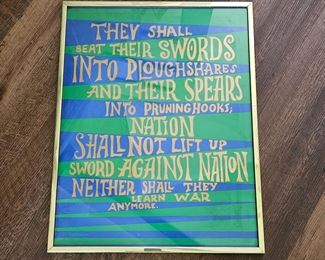 THEY SHALL
BEAT THEIR SWORDS
INTO PLOUGHSHARES
AND THEIR SPEARS
INTO PRUNING HOOKS;
NATION
SHALL NOT LIFT UP
SWORD AGAINST NATION
NEITHER SHALL THEY
LEARN WAR
ANYMORE.